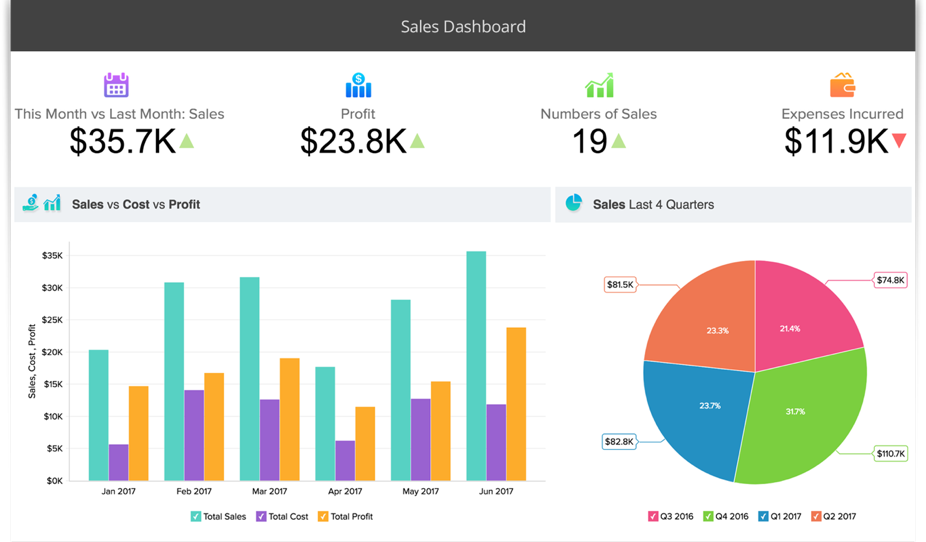 Sales Dashboard
This Month vs Last Month: Sales
$35.7K
Profit
$23.8K
Numbers of Sales
19
Expenses Incurred
$11.9K
Sales vs Cost vs Profit
Sales, Cost , Profit
$35K
$30K
$25K
$20K
$15K
$10K
$5K
$0K
Jan 2017
Feb 2017
Mar 2017
Apr 2017
May 2017
Jun 2017
Total Sales
Total Cost
Total Profit
Sales Last 4 Quarters
$81.5K
$74.8K
23.3%
21.4%
23.7%
31.7%
$82.8K
$110.7K
Q3 2016
Q4 2016
Q1 2017
Q2 2017